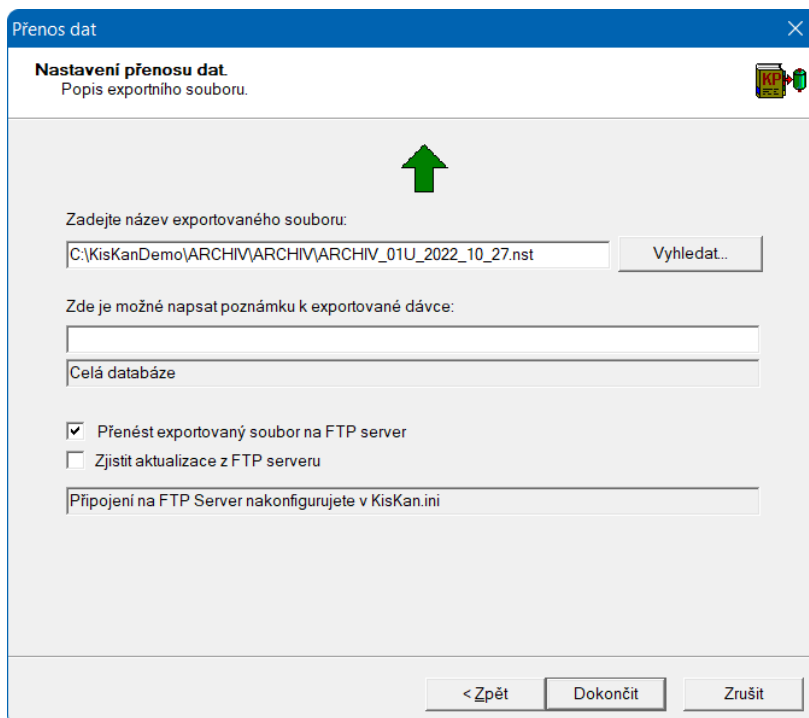 Přenos dat
Nastavení přenosu dat.
Popis exportního souboru.
KP
Zadejte název exportovaného souboru:
C:\KisKanDemo\ARCHIV\ARCHIV\ARCHIV_01U_2022_10_27.nst
Vyhledat...
Zde je možné napsat poznámku k exportované dávce:
Celá databáze
Přenést exportovaný soubor na FTP server
Zjistit aktualizace z FTP serveru
Připojení na FTP Server nakonfigurujete v KisKan.ini
< Zpět
Dokončit
Zrušit